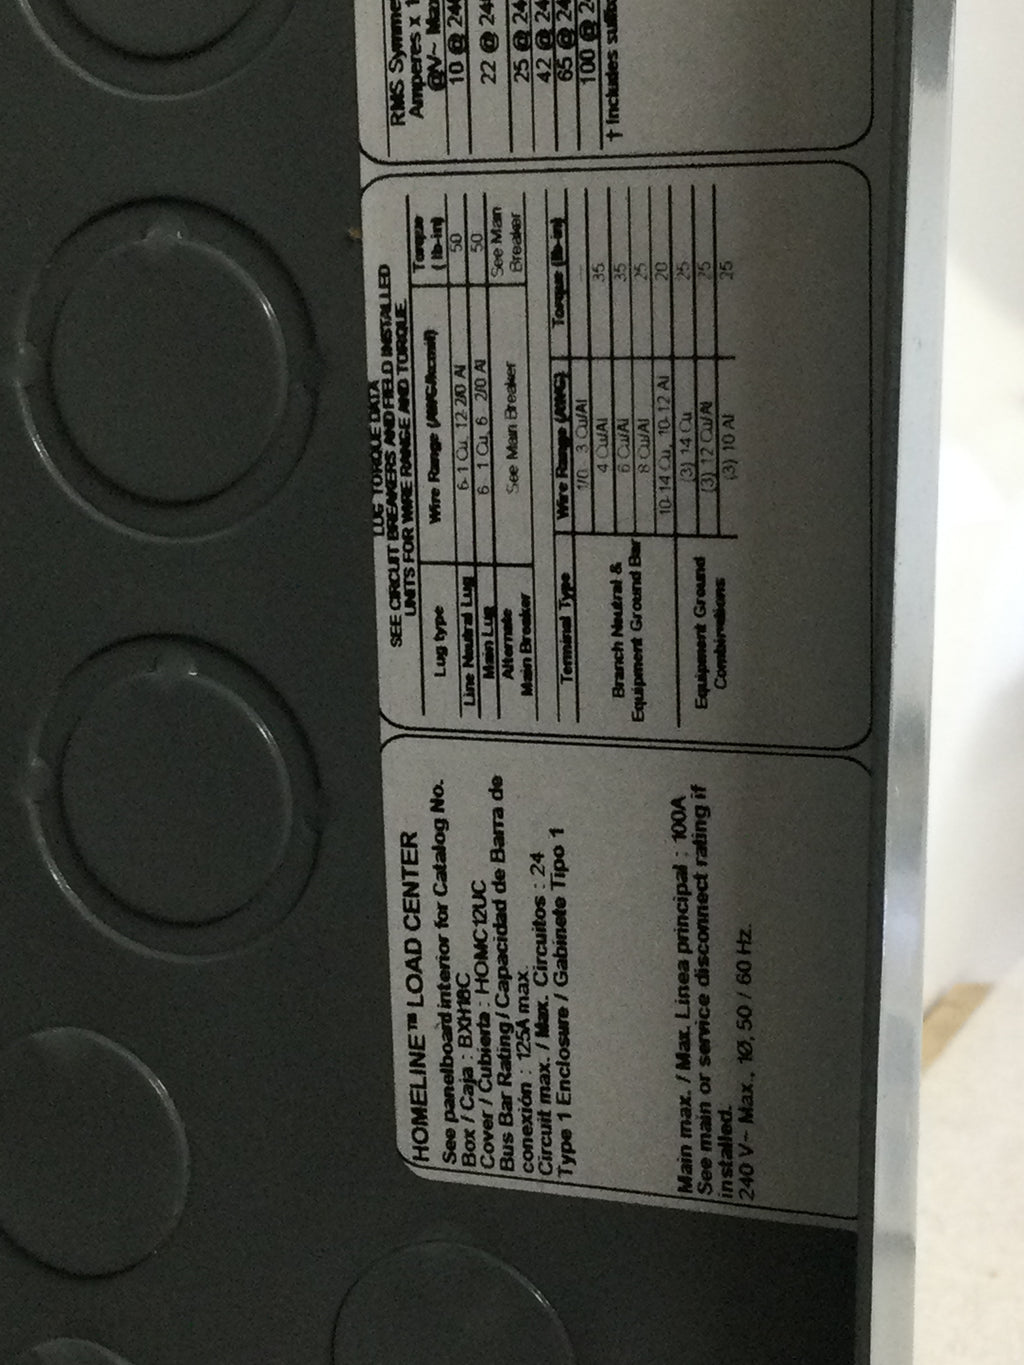 HOMELINE™ LOAD CENTER
See panelboard interior for Catalog No.
Box / Caja : BXH18C
Cover / Cubierta : HOMC12UC
Bus Bar Rating / Capacidad de Barra de
conexión : 125A max.
Circuit max. / Max. Circuitos : 24
Type 1 Enclosure / Gabinete Tipo 1
Main max. / Max. Linea principal : 100A
See main or service disconnect rating if
installed.
240 V~ Max., 1Ø, 50 / 60 Hz.
LUG TORQUE DATA
SEE CIRCUIT BREAKERS AND FIELD INSTALLED
UNITS FOR WIRE RANGE AND TORQUE.
Lug type Wire Range (AWG/kcmil) Torque (lb-in)
Line Neutral Lug 6-1 Cu, 12-2/0 Al 50
Main Lug 6-1 Cu, 6-2/0 Al 50
Alternate Main Breaker See Main Breaker See Main Breaker
Terminal Type Wire Range (AWG) Torque (lb-in)
Branch Neutral &
Equipment Ground Bar
1/0-3 Cu/Al —
4 Cu/Al 35
6 Cu/Al 35
8 Cu/Al 25
10-14 Cu, 10-12 Al 20
Equipment Ground
Combinations
(3) 14 Cu 25
(3) 12 Cu/Al 25
(3) 10 Al 35
RMS Symme
Amperes x 1
@V~ Max
10 @ 24
22 @ 24
25 @ 24
42 @ 24
65 @ 24
100 @ 2
† Includes suffix